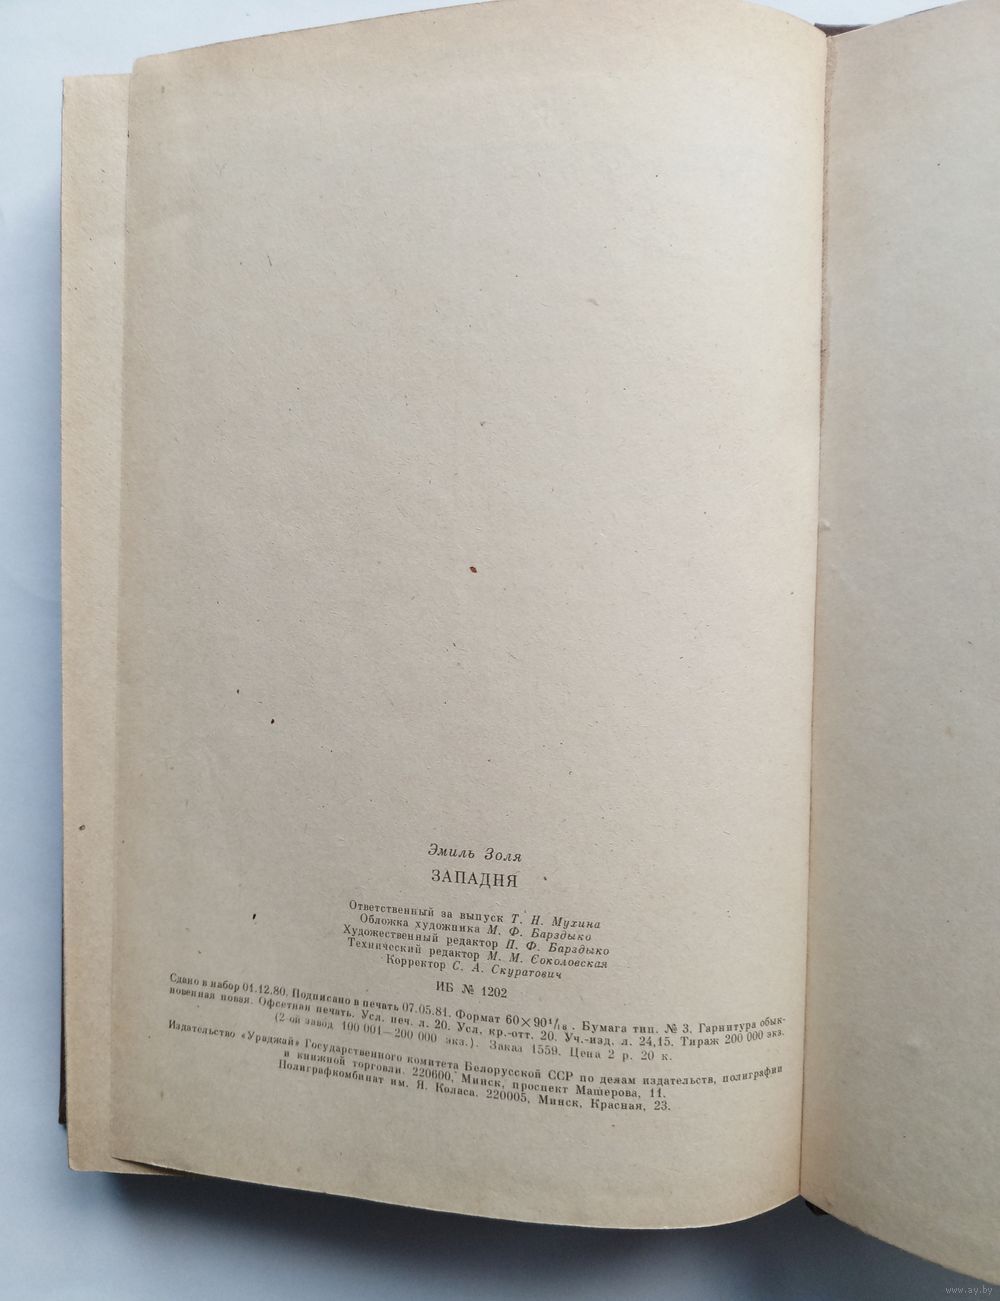 Эмиль Золя
ЗАПАДНЯ
Ответственный за выпуск Т. Н. Мухина
Обложка художника М. Ф. Барздыко
Художественный редактор П. Ф. Барздыко
Технический редактор М. М. Соколовская
Корректор С. А. Скуратович
ИБ № 1202
Сдано в набор 01.12.80. Подписано в печать 07.05.81. Формат 60×90¹/₁₆. Бумага тип. № 3. Гарнитура обык-
новенная новая. Офсетная печать. Усл. печ. л. 20. Усл. кр.-отт. 20. Уч.-изд. л. 24,15. Тираж 200 000 экз.
(2-ой завод 100 001—200 000 экз.). Заказ 1559. Цена 2 р. 20 к.
Издательство «Ураджай» Государственного комитета Белорусской ССР по делам издательств, полиграфии
и книжной торговли. 220600, Минск, проспект Машерова, 11.
Полиграфкомбинат им. Я. Коласа. 220005, Минск, Красная, 23.
www.ay.by